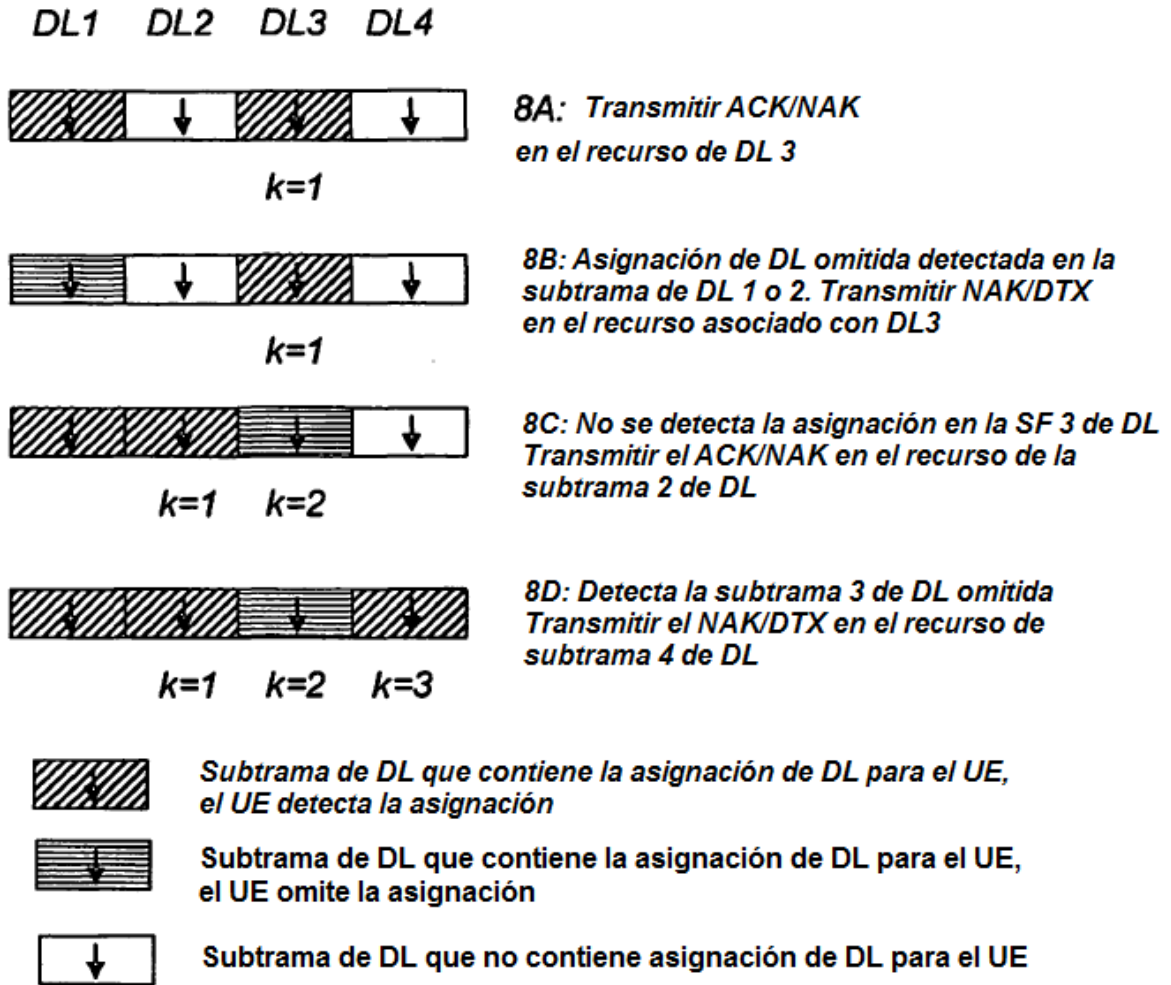 DL1 DL2 DL3 DL4
8A: Transmitir ACK/NAK
en el recurso de DL 3
k=1
8B: Asignación de DL omitida detectada en la
subtrama de DL 1 o 2. Transmitir NAK/DTX
en el recurso asociado con DL3
k=1
8C: No se detecta la asignación en la SF 3 de DL
Transmitir el ACK/NAK en el recurso de la
subtrama 2 de DL
k=1 k=2
8D: Detecta la subtrama 3 de DL omitida
Transmitir el NAK/DTX en el recurso de
subtrama 4 de DL
k=1 k=2 k=3
Subtrama de DL que contiene la asignación de DL para el UE,
el UE detecta la asignación
Subtrama de DL que contiene la asignación de DL para el UE,
el UE omite la asignación
Subtrama de DL que no contiene asignación de DL para el UE